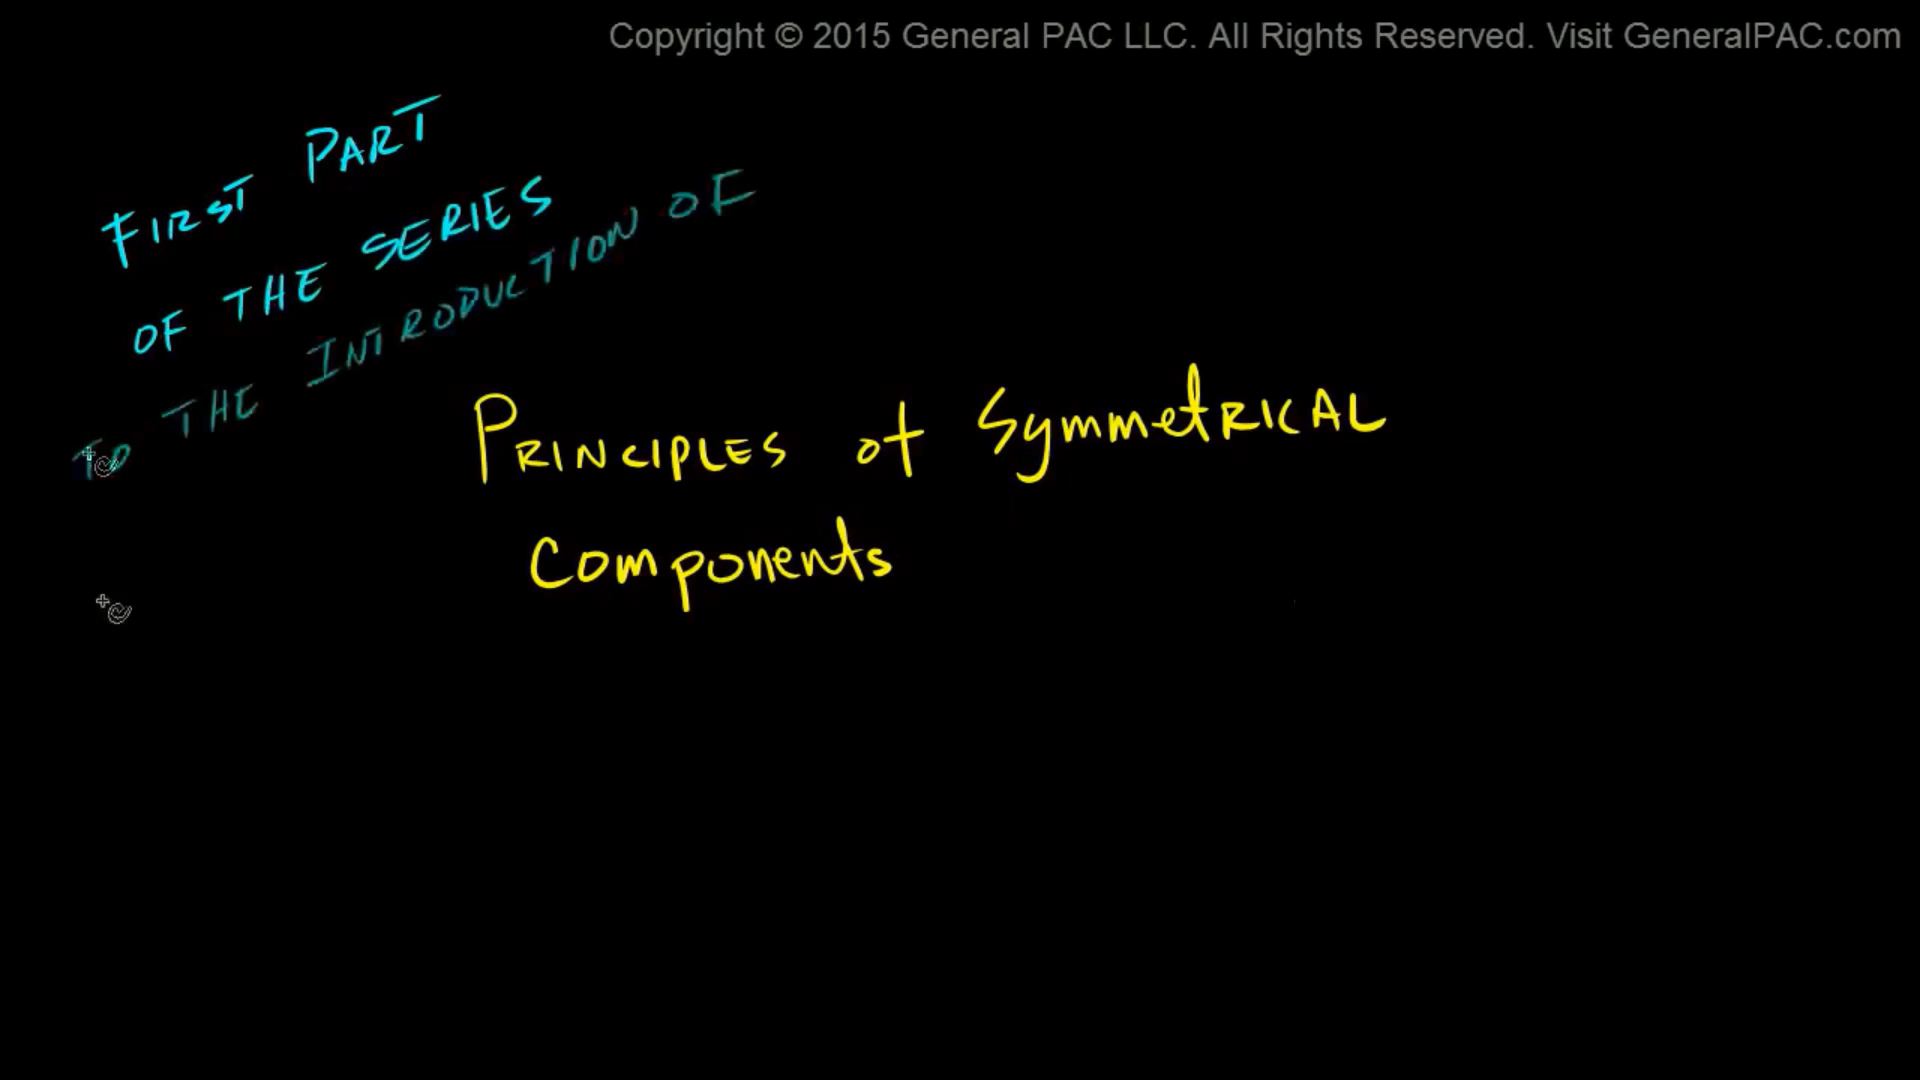 Copyright © 2015 General PAC LLC. All Rights Reserved. Visit GeneralPAC.com
FIRST PART
OF THE SERIES
TO THE INTRODUCTION OF
PRINCIPLES of SymmetRICAL
Components